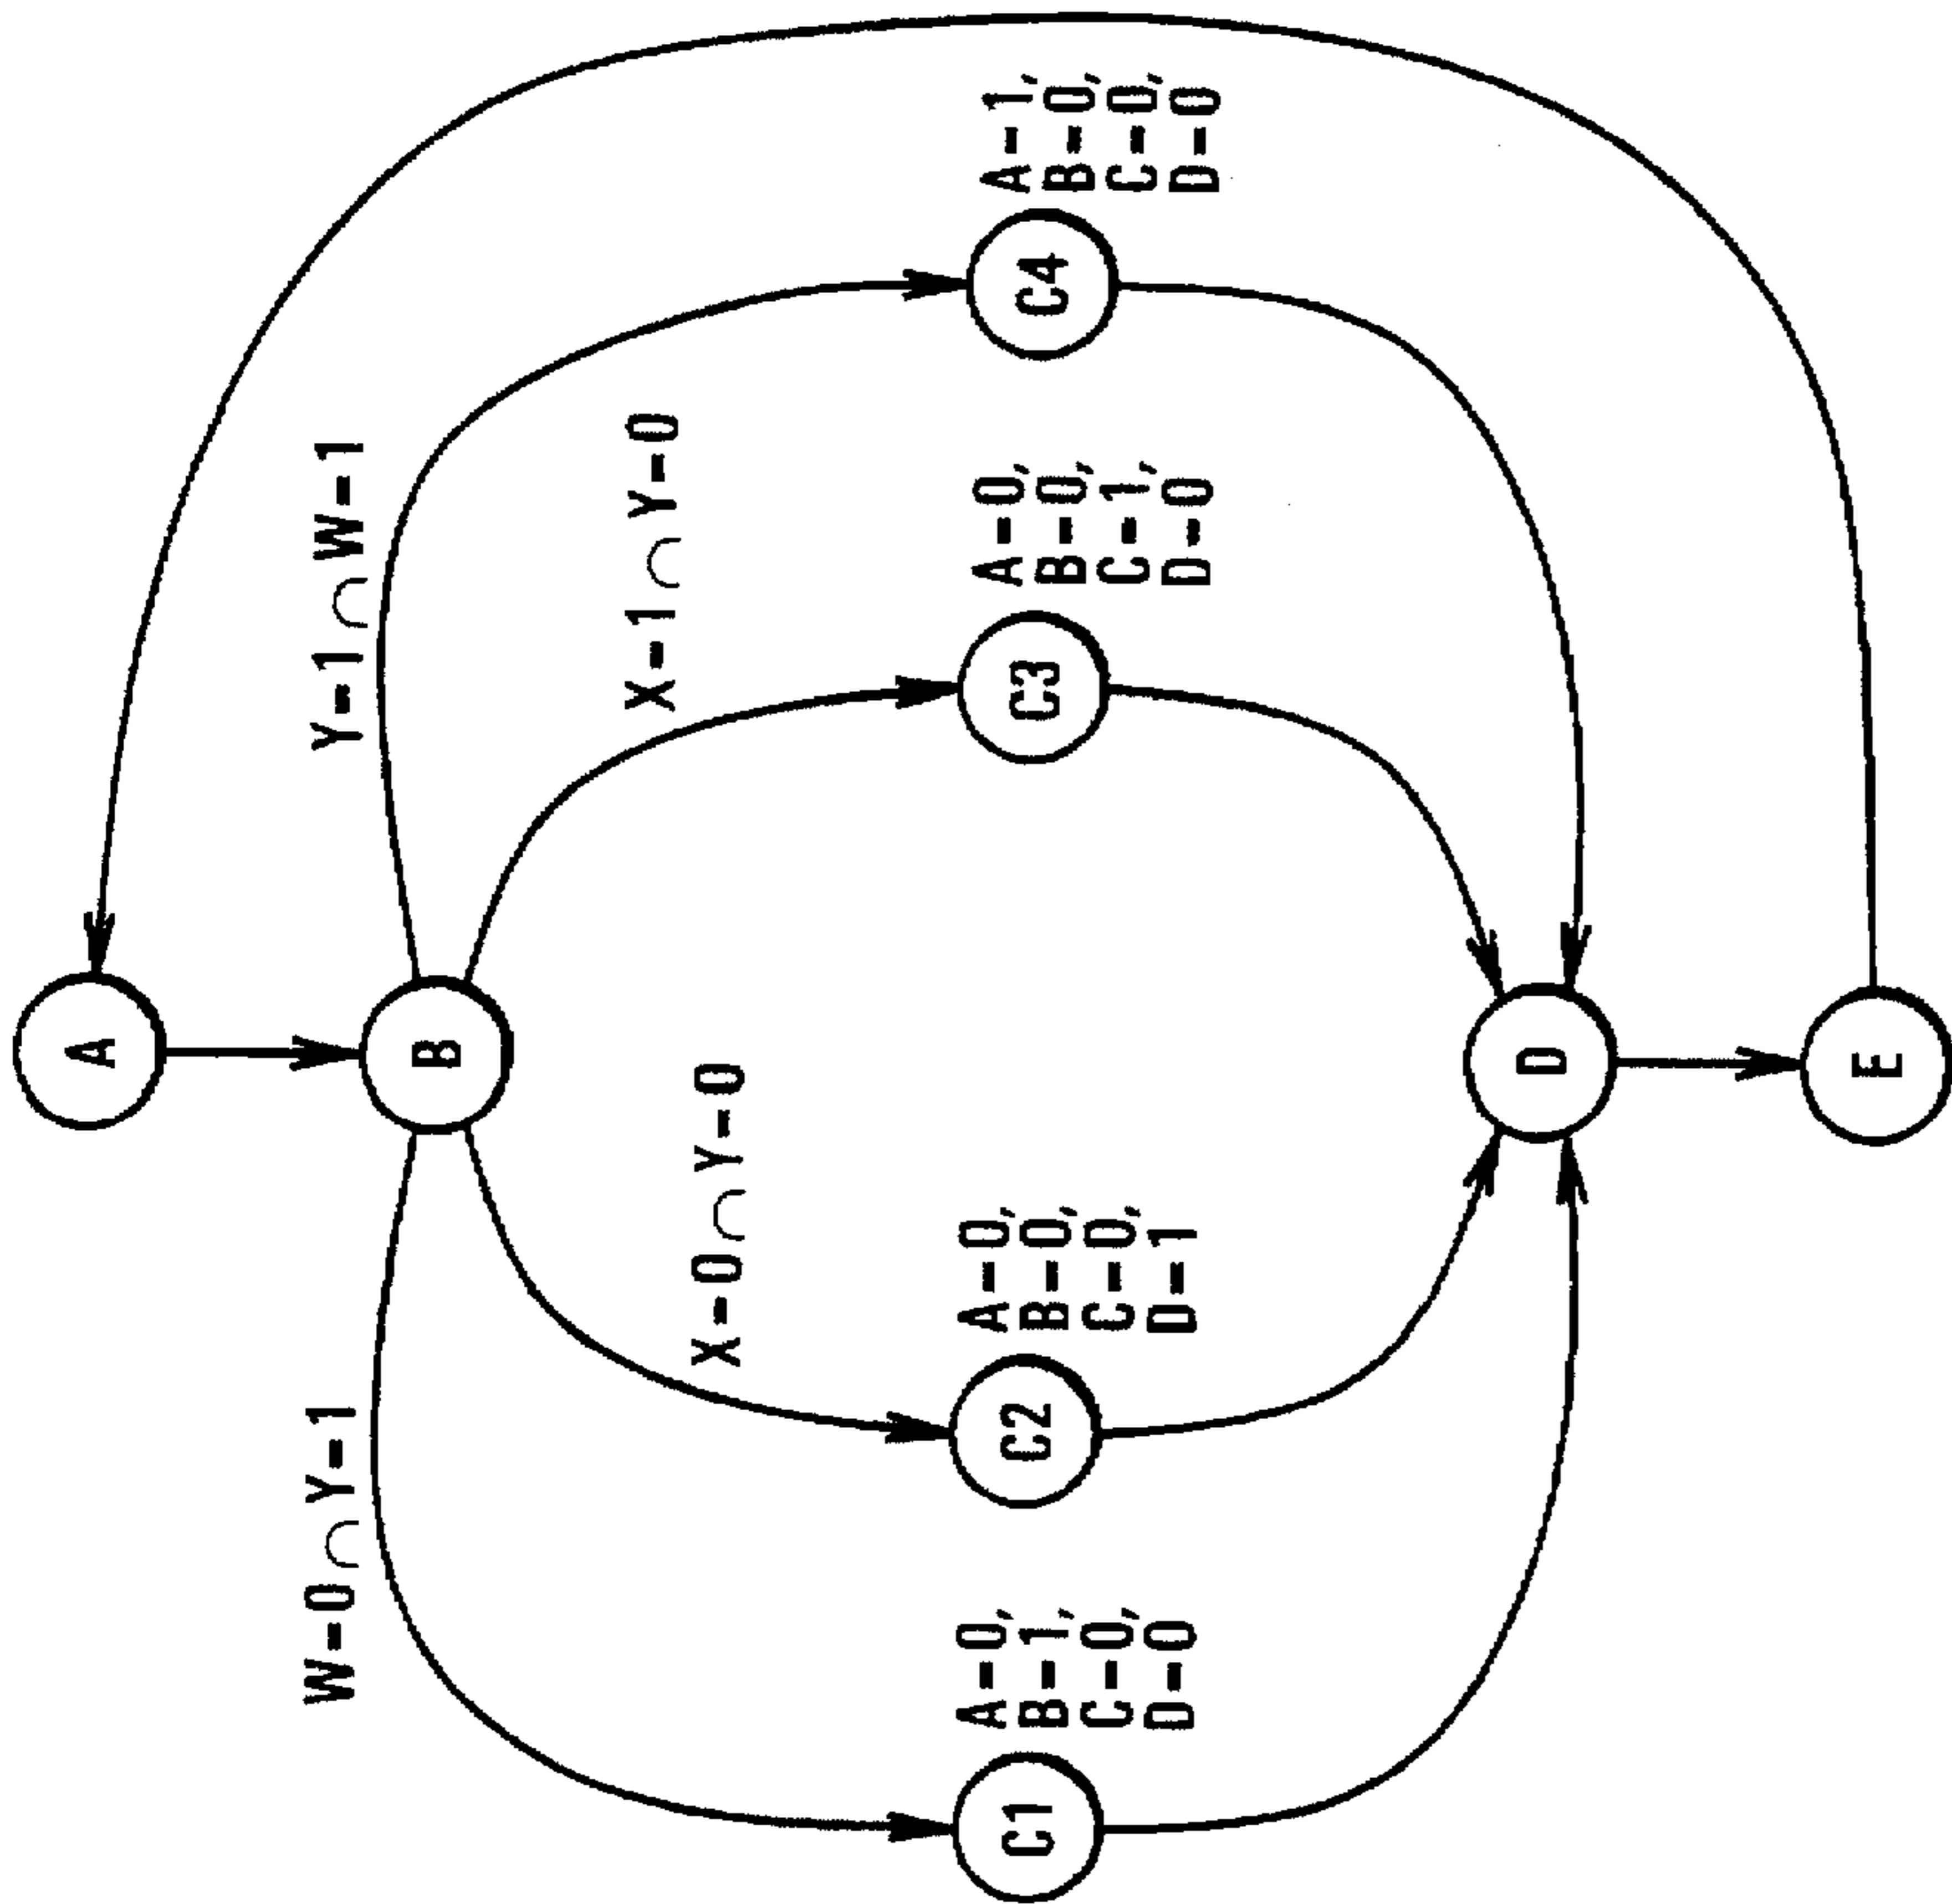 A
B
W-0∩Y-1
X-0∩Y-0
X-1∩Y-0
Y-1∩W-1
C1
A-0,
B-1,
C-0,
D-0
C2
A-0,
B-0,
C-0,
D-1
C3
A-0,
B-0,
C-1,
D-0
C4
A-1,
B-0,
C-0,
D-0
D
E